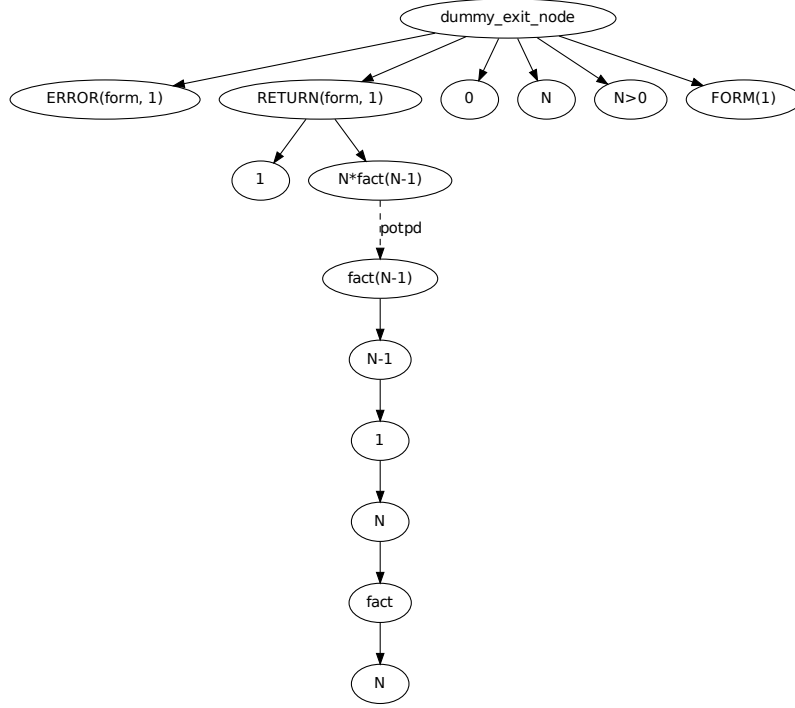 dummy_exit_node
ERROR(form, 1)
RETURN(form, 1)
0
N
N>0
FORM(1)
1
N*fact(N-1)
potpd
fact(N-1)
N-1
1
N
fact
N